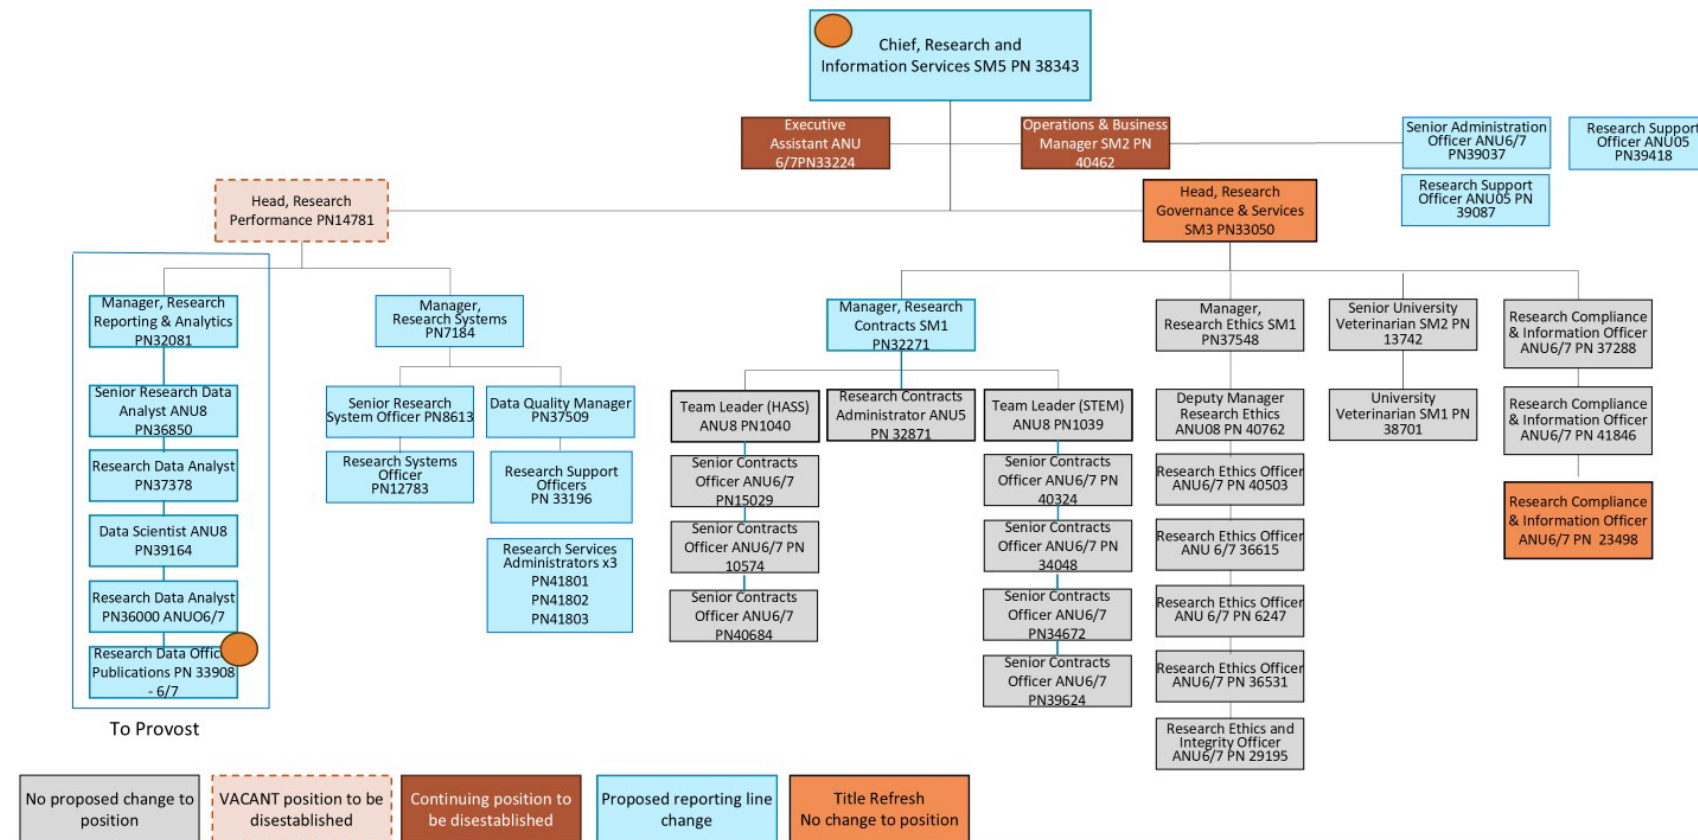 Chief, Research and
Information Services SM5 PN 38343
Executive
Assistant ANU
6/7PN33224
Operations & Business
Manager SM2 PN
40462
Senior Administration
Officer ANU6/7
PN39037
Research Support
Officer ANU05
PN39418
Research Support
Officer ANU05 PN
39087
Head, Research
Performance PN14781
Head, Research
Governance & Services
SM3 PN33050
Manager, Research
Reporting & Analytics
PN32081
Senior Research Data
Analyst ANU8
PN36850
Research Data Analyst
PN37378
Data Scientist ANU8
PN39164
Research Data Analyst
PN36000 ANUO6/7
Research Data
Publications PN 33908
- 6/7
To Provost
Manager,
Research Systems
PN7184
Senior Research
System Officer PN8613
Research Systems
Officer
PN12783
Data Quality Manager
PN37509
Research Support
Officers
PN 33196
Research Services
Administrators x3
PN41801
PN41802
PN41803
Manager, Research
Contracts SM1
PN32271
Team Leader (HASS)
ANU8 PN1040
Senior Contracts
Officer ANU6/7
PN15029
Senior Contracts
Officer ANU6/7 PN
10574
Senior Contracts
Officer ANU6/7
PN40684
Research Contracts
Administrator ANU5
PN 32871
Team Leader (STEM)
ANU8 PN1039
Senior Contracts
Officer ANU6/7 PN
40324
Senior Contracts
Officer ANU6/7 PN
34048
Senior Contracts
Officer ANU6/7
PN34672
Senior Contracts
Officer ANU6/7
PN39624
Manager,
Research Ethics SM1
PN37548
Deputy Manager
Research Ethics
ANU08 PN 40762
Research Ethics Officer
ANU6/7 PN 40503
Research Ethics Officer
ANU 6/7 36615
Research Ethics Officer
ANU 6/7 PN 6247
Research Ethics Officer
ANU6/7 PN 36531
Research Ethics and
Integrity Officer
ANU6/7 PN 29195
Senior University
Veterinarian SM2 PN
13742
University
Veterinarian SM1 PN
38701
Research Compliance
& Information Officer
ANU6/7 PN 37288
Research Compliance
& Information Officer
ANU6/7 PN 41846
Research Compliance
& Information Officer
ANU6/7 PN 23498
No proposed change to
position
VACANT position to be
disestablished
Continuing position to
be disestablished
Proposed reporting line
change
Title Refresh
No change to position